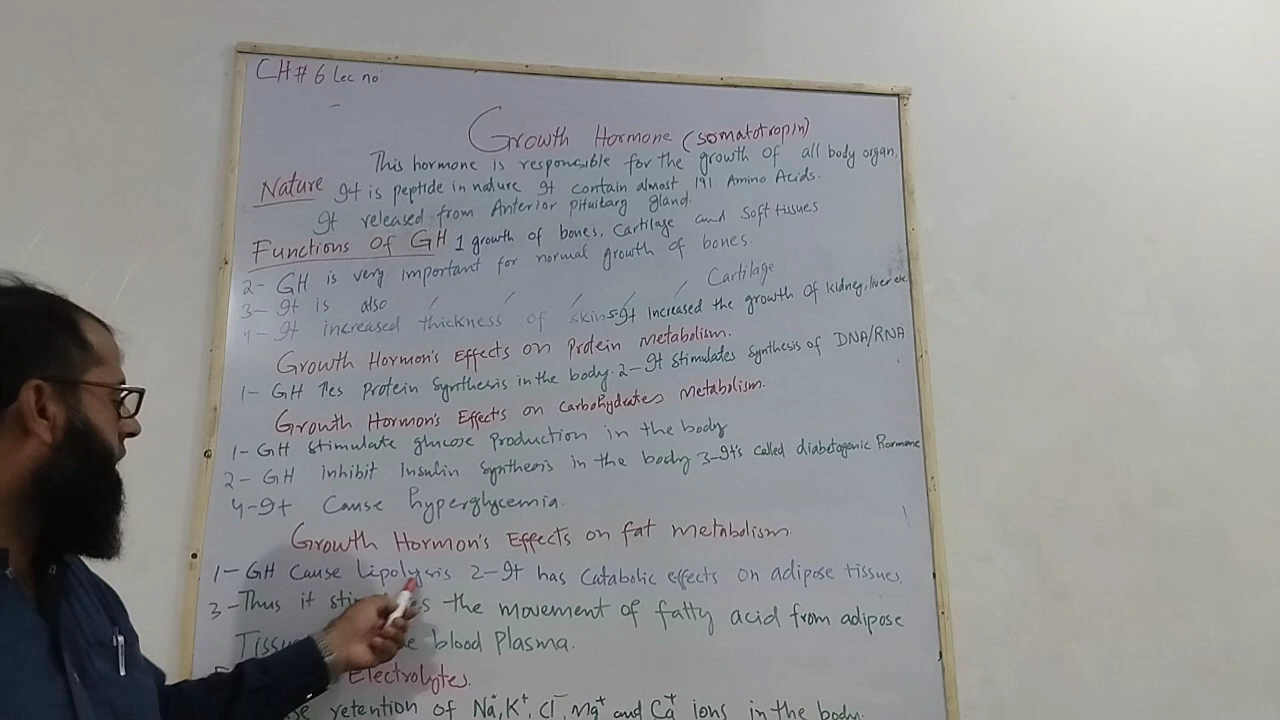 CH# 6 Lec no
Growth Hormone (Somatotropin)
This hormone is responsible for the growth of all body organ.
Nature It is peptide in nature It contain almost 191 Amino Acids.
It released from Anterior pituitary gland.
Functions Of GH 1 growth of bones, Cartilage and Soft tissues
2- GH is very important for normal growth of bones.
3- It is also / / / / / Cartilage
4- It increased thickness of skin 5-It Increased the growth of kidney, liver etc
Growth Hormon's Effects on Protein metabolism.
1- GH ↑es Protein Synthesis in the body. 2- It stimulates synthesis of DNA/RNA
Growth Hormon's Effects on Carbohydrates Metabolism.
1- GH stimulate glucose production in the body
2- GH inhibit Insulin Synthesis in the body 3-It's called diabetogenic Hormone
4-It Cause hyperglycemia.
Growth Hormon's Effects on fat metabolism.
1- GH Cause Lipolysis 2-It has Catabolic effects on adipose tissues.
3-Thus it the movement of fatty acid from adipose
blood Plasma.
Electrolytes.
retention of Na+, K+, Cl-, Mg+ and Ca+ ions in the body.